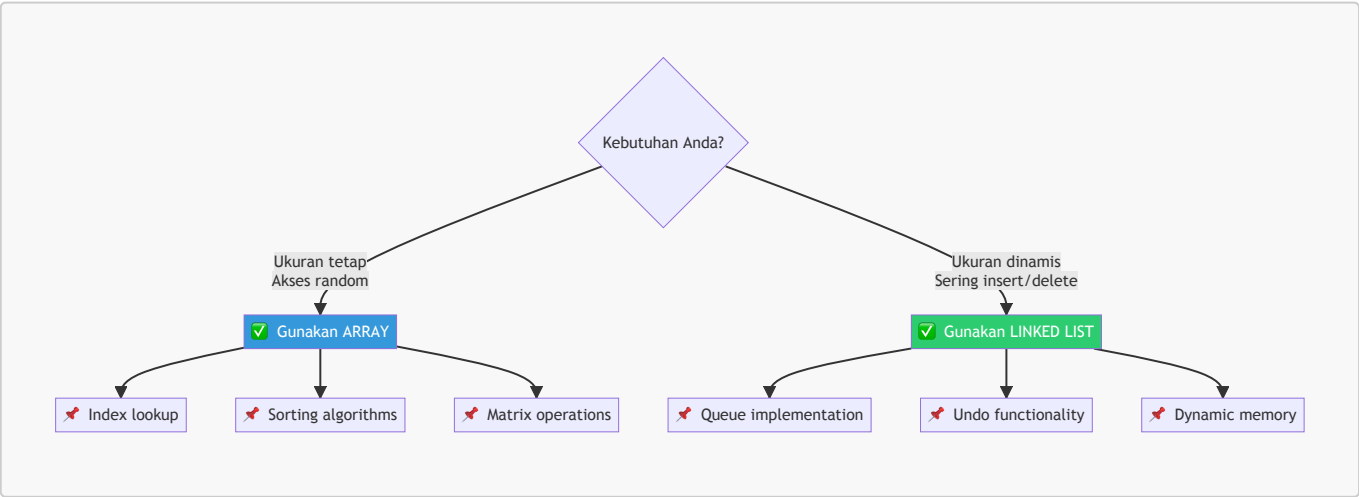 Kebutuhan Anda?
Ukuran tetap
Akses random
Ukuran dinamis
Sering insert/delete
✅ Gunakan ARRAY
✅ Gunakan LINKED LIST
📌 Index lookup
📌 Sorting algorithms
📌 Matrix operations
📌 Queue implementation
📌 Undo functionality
📌 Dynamic memory